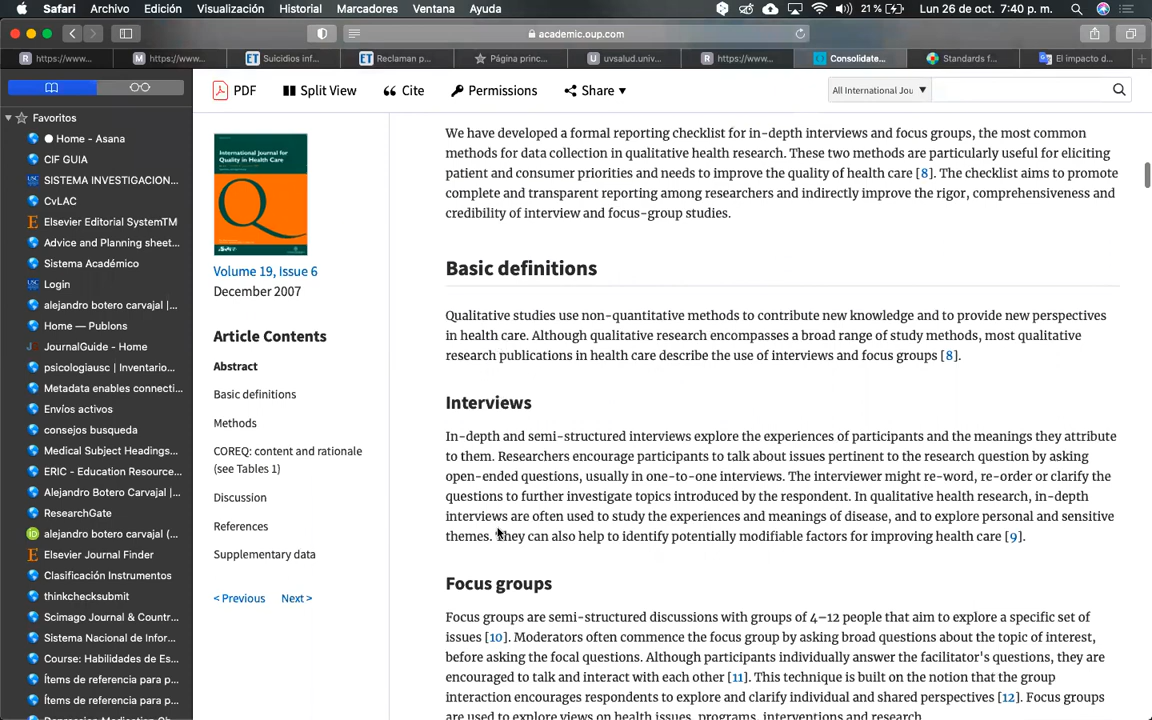 Safari Archivo Edición Visualización Historial Marcadores Ventana Ayuda 21 % Lun 26 de oct. 7:40 p. m.
academic.oup.com
https://www... https://www... Suicidios inf... Reclaman p... Página princ... uvsalud.univ... https://www... Consolidate... Standards f... El impacto d...
PDF Split View Cite Permissions Share All International Jou
Favoritos
Home - Asana
CIF GUIA
SISTEMA INVESTIGACION...
CvLAC
Elsevier Editorial SystemTM
Advice and Planning sheet...
Sistema Académico
Login
alejandro botero carvajal |...
Home — Publons
JournalGuide - Home
psicologiausc | Inventario...
Metadata enables connecti...
Envíos activos
consejos busqueda
Medical Subject Headings...
ERIC - Education Resource...
Alejandro Botero Carvajal |...
ResearchGate
alejandro botero carvajal (...
Elsevier Journal Finder
Clasificación Instrumentos
thinkchecksubmit
Scimago Journal & Countr...
Sistema Nacional de Infor...
Course: Habilidades de Es...
Ítems de referencia para p...
Ítems de referencia para p...
International Journal for
Quality in Health Care
Q
Volume 19, Issue 6
December 2007
Article Contents
Abstract
Basic definitions
Methods
COREQ: content and rationale
(see Tables 1)
Discussion
References
Supplementary data
< Previous Next >
We have developed a formal reporting checklist for in-depth interviews and focus groups, the most common
methods for data collection in qualitative health research. These two methods are particularly useful for eliciting
patient and consumer priorities and needs to improve the quality of health care [8]. The checklist aims to promote
complete and transparent reporting among researchers and indirectly improve the rigor, comprehensiveness and
credibility of interview and focus-group studies.
Basic definitions
Qualitative studies use non-quantitative methods to contribute new knowledge and to provide new perspectives
in health care. Although qualitative research encompasses a broad range of study methods, most qualitative
research publications in health care describe the use of interviews and focus groups [8].
Interviews
In-depth and semi-structured interviews explore the experiences of participants and the meanings they attribute
to them. Researchers encourage participants to talk about issues pertinent to the research question by asking
open-ended questions, usually in one-to-one interviews. The interviewer might re-word, re-order or clarify the
questions to further investigate topics introduced by the respondent. In qualitative health research, in-depth
interviews are often used to study the experiences and meanings of disease, and to explore personal and sensitive
themes. They can also help to identify potentially modifiable factors for improving health care [9].
Focus groups
Focus groups are semi-structured discussions with groups of 4–12 people that aim to explore a specific set of
issues [10]. Moderators often commence the focus group by asking broad questions about the topic of interest,
before asking the focal questions. Although participants individually answer the facilitator's questions, they are
encouraged to talk and interact with each other [11]. This technique is built on the notion that the group
interaction encourages respondents to explore and clarify individual and shared perspectives [12]. Focus groups
are used to explore views on health issues, programs, interventions and research.